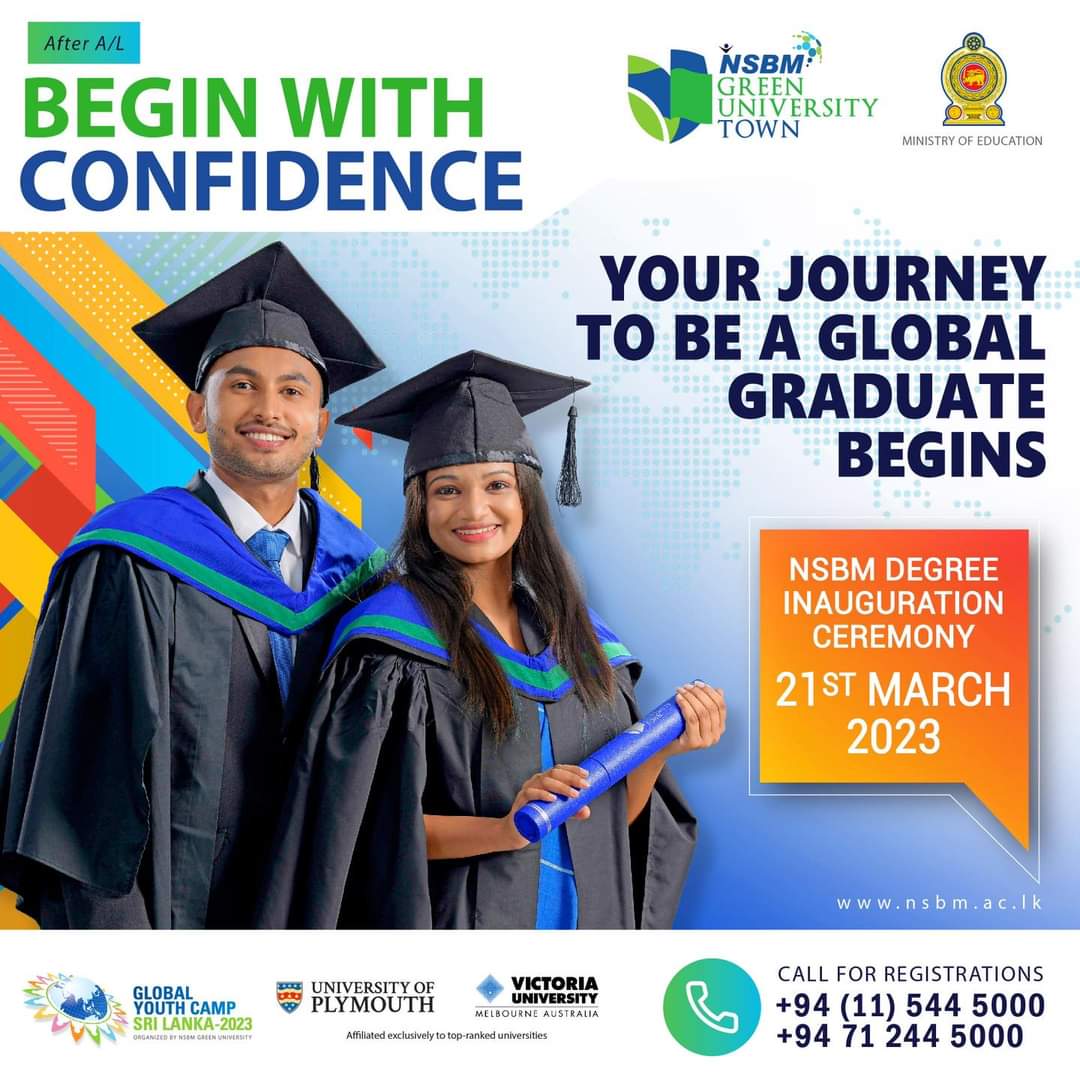 After A/L
BEGIN WITH
CONFIDENCE
NSBM
GREEN
UNIVERSITY
TOWN
MINISTRY OF EDUCATION
YOUR JOURNEY
TO BE A GLOBAL
GRADUATE
BEGINS
NSBM DEGREE
INAUGURATION
CEREMONY
21ST MARCH
2023
www.nsbm.ac.lk
GLOBAL
YOUTH CAMP
SRI LANKA-2023
ORGANIZED BY NSBM GREEN UNIVERSITY
UNIVERSITY OF
PLYMOUTH
VICTORIA
UNIVERSITY
MELBOURNE AUSTRALIA
Affiliated exclusively to top-ranked universities
CALL FOR REGISTRATIONS
+94 (11) 544 5000
+94 71 244 5000